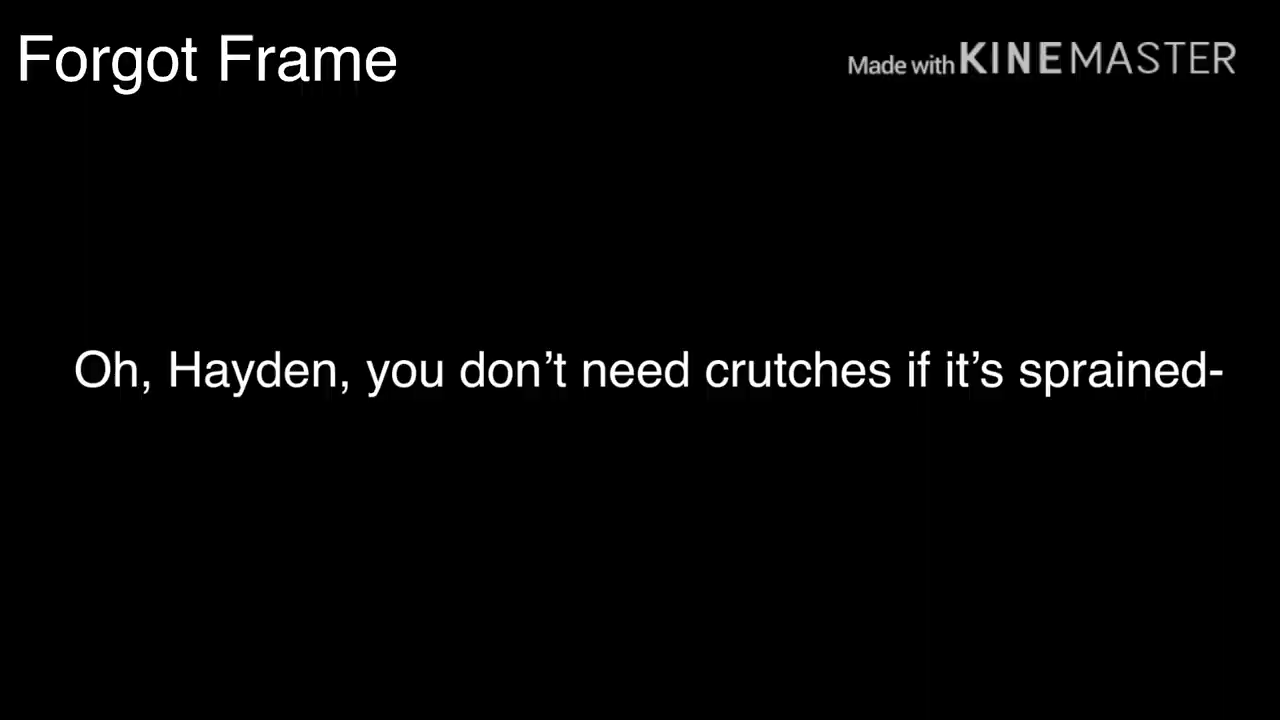 Forgot Frame
Made with KINEMASTER
Oh, Hayden, you don’t need crutches if it’s sprained-